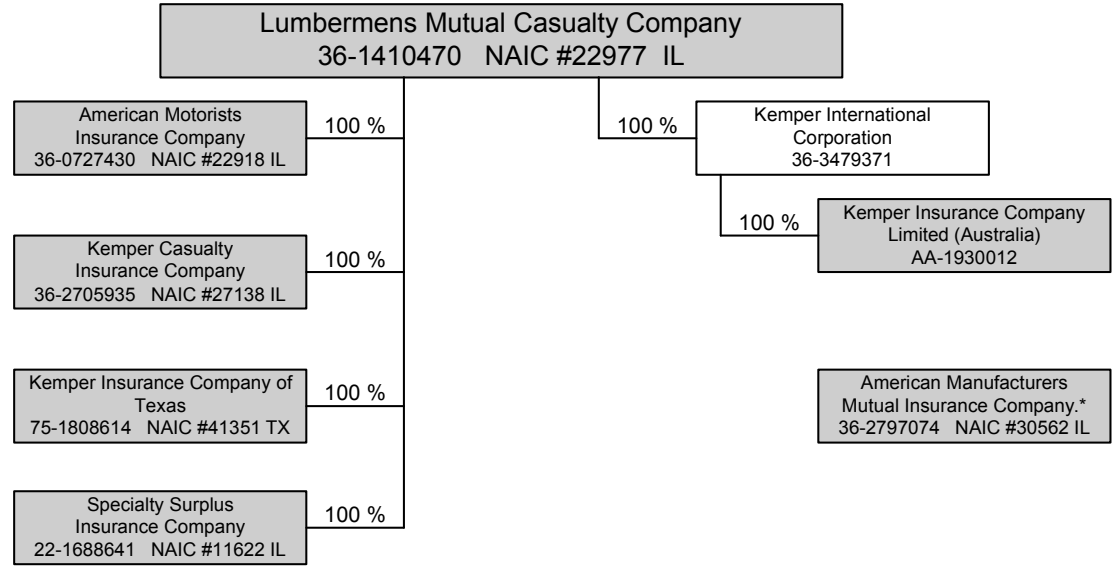 Lumbermens Mutual Casualty Company
36-1410470 NAIC #22977 IL
American Motorists
Insurance Company
36-0727430 NAIC #22918 IL
100 %
100 %
Kemper International
Corporation
36-3479371
100 %
Kemper Insurance Company
Limited (Australia)
AA-1930012
Kemper Casualty
Insurance Company
36-2705935 NAIC #27138 IL
100 %
Kemper Insurance Company of
Texas
75-1808614 NAIC #41351 TX
100 %
American Manufacturers
Mutual Insurance Company.*
36-2797074 NAIC #30562 IL
Specialty Surplus
Insurance Company
22-1688641 NAIC #11622 IL
100 %